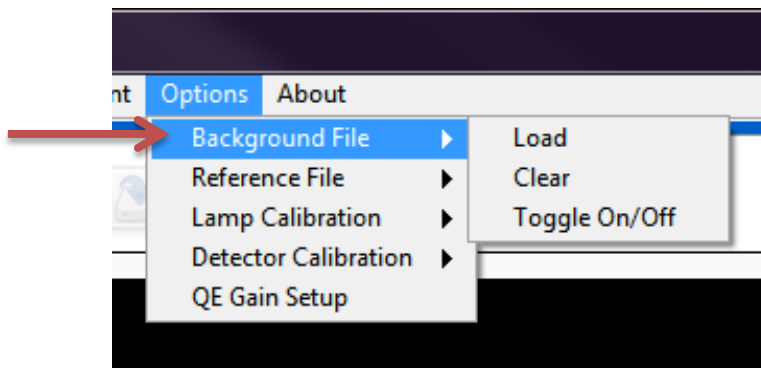 nt Options About
Background File Load
Reference File Clear
Lamp Calibration Toggle On/Off
Detector Calibration
QE Gain Setup